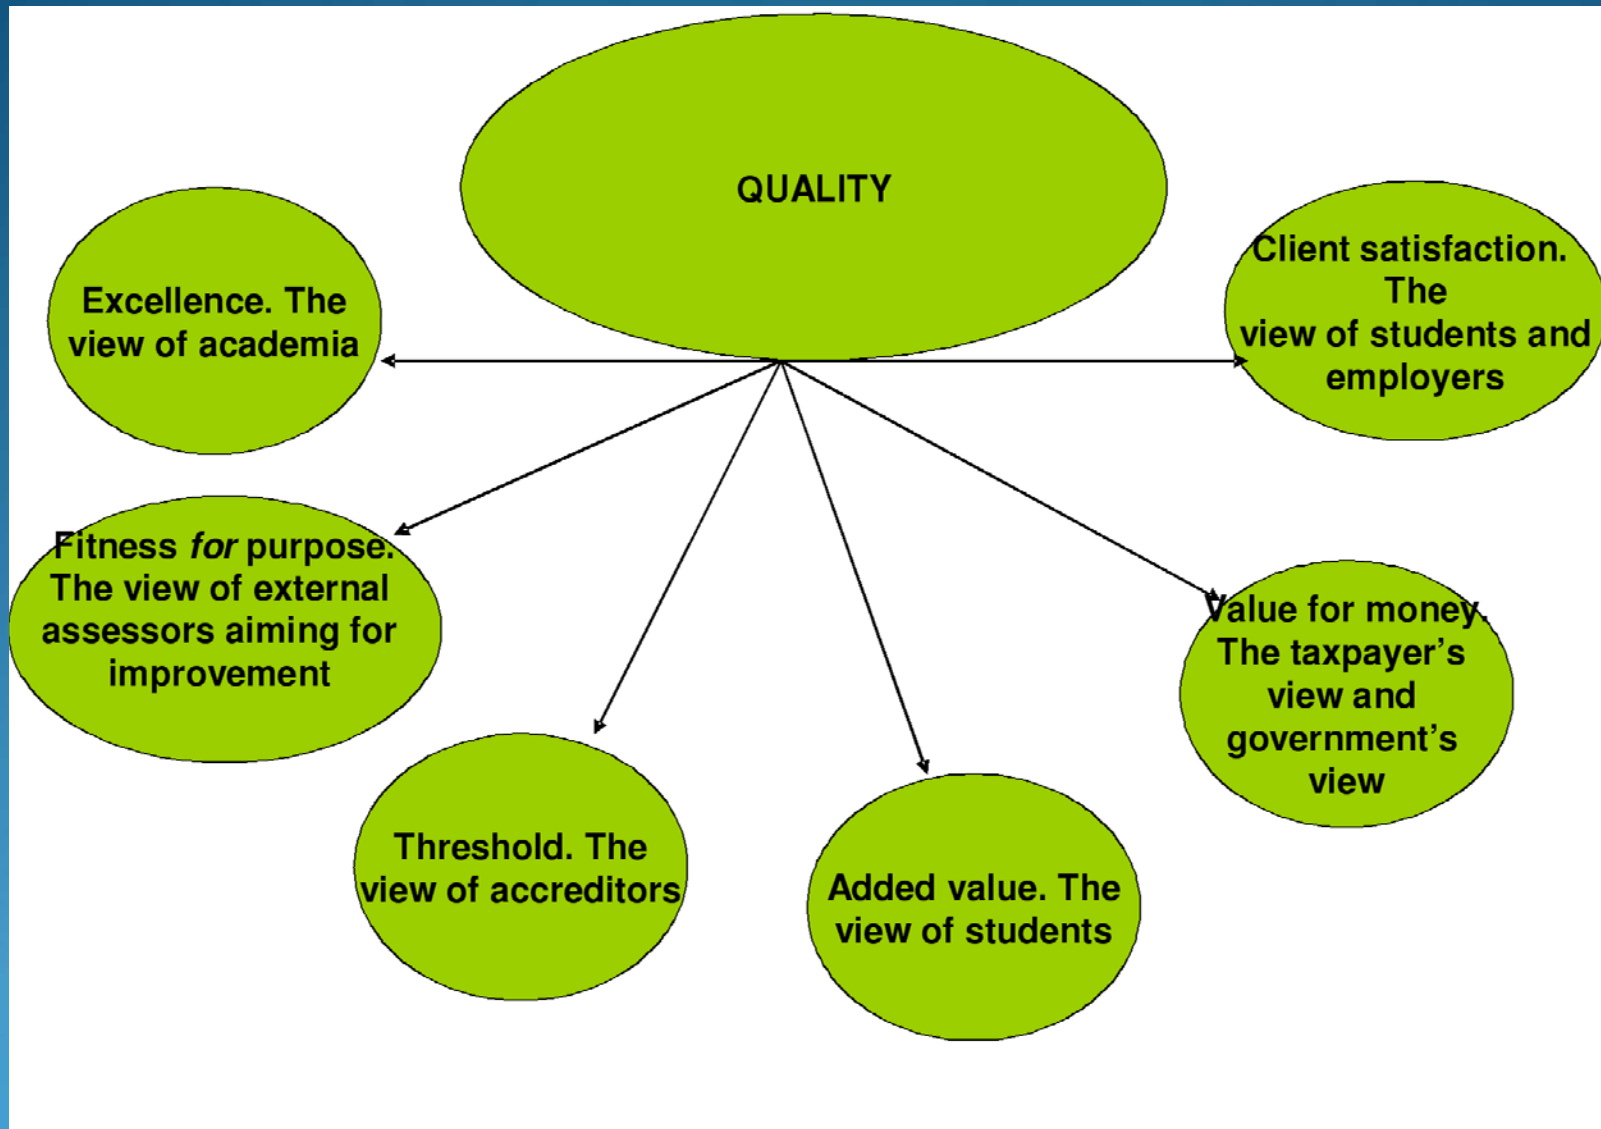 QUALITY
Excellence. The
view of academia
Client satisfaction.
The
view of students and
employers
Fitness for purpose.
The view of external
assessors aiming for
improvement
Value for money.
The taxpayer’s
view and
government’s
view
Threshold. The
view of accreditors
Added value. The
view of students